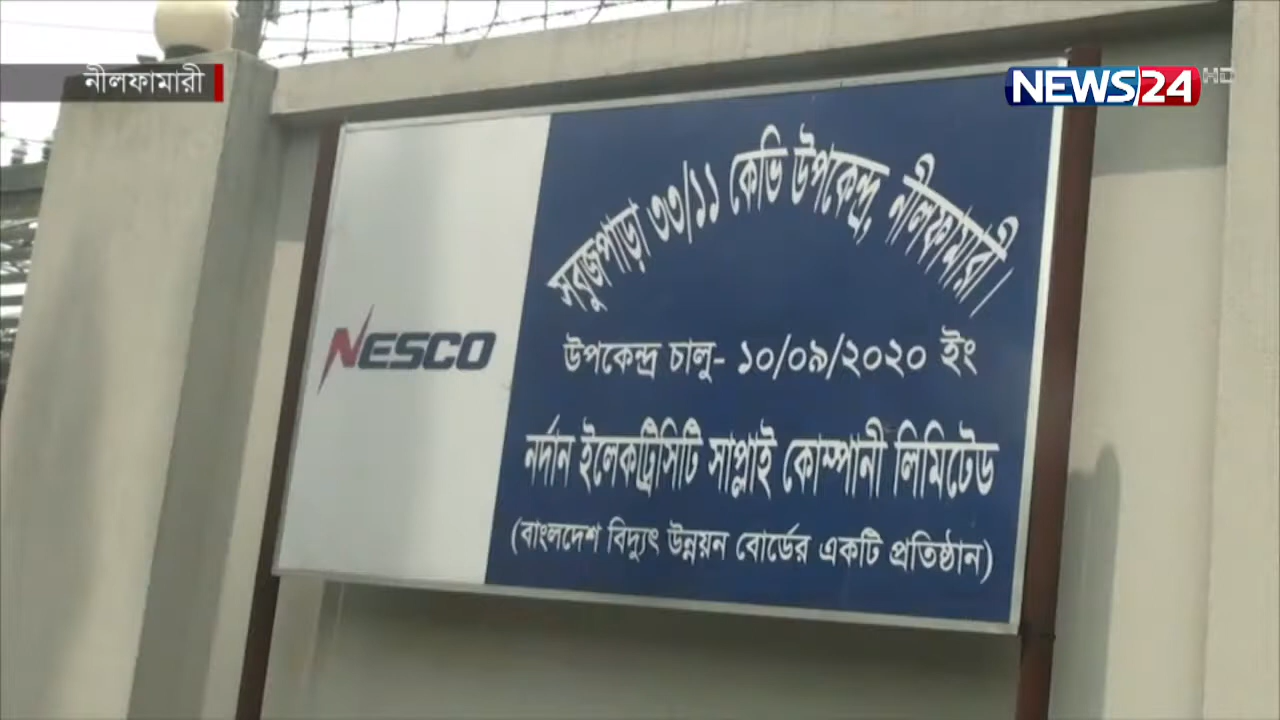 নীলফামারী
NEWS24 HD
সবুজপাড়া ৩৩/১১ কেভি উপকেন্দ্র, নীলফামারী।
NESCO
উপকেন্দ্র চালু- ১০/০৯/২০২০ ইং
নর্দান ইলেকট্রিসিটি সাপ্লাই কোম্পানী লিমিটেড
(বাংলাদেশ বিদ্যুৎ উন্নয়ন বোর্ডের একটি প্রতিষ্ঠান)